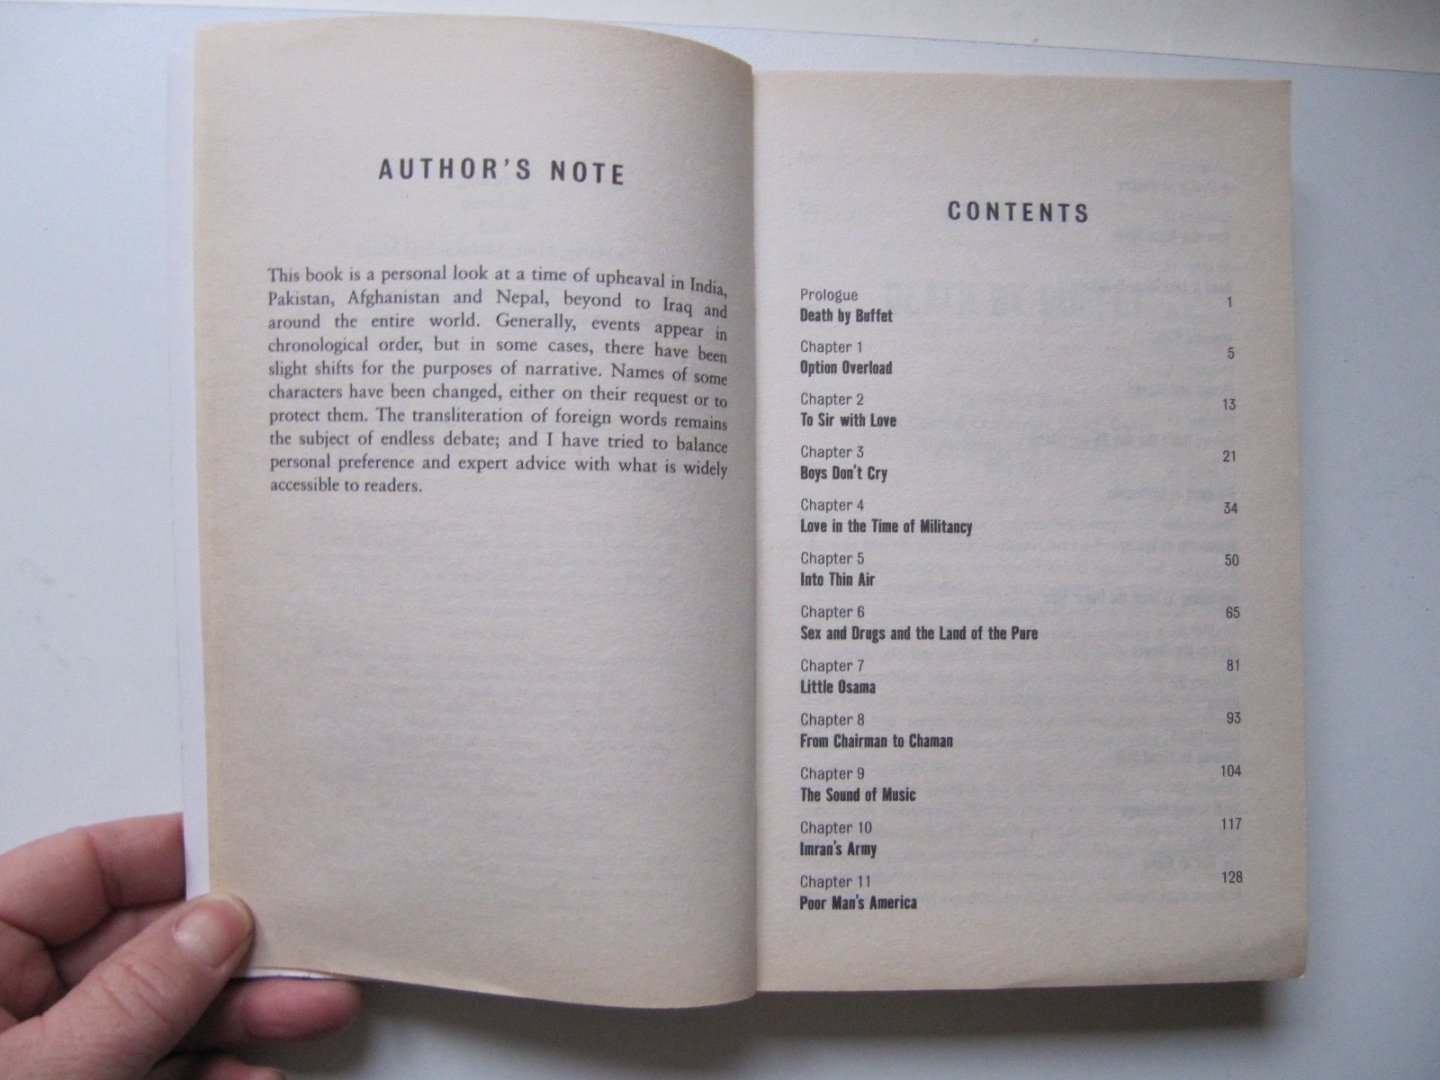 AUTHOR'S NOTE
This book is a personal look at a time of upheaval in India,
Pakistan, Afghanistan and Nepal, beyond to Iraq and
around the entire world. Generally, events appear in
chronological order, but in some cases, there have been
slight shifts for the purposes of narrative. Names of some
characters have been changed, either on their request or to
protect them. The transliteration of foreign words remains
the subject of endless debate; and I have tried to balance
personal preference and expert advice with what is widely
accessible to readers.
CONTENTS
Prologue 1
Death by Buffet
Chapter 1 5
Option Overload
Chapter 2 13
To Sir with Love
Chapter 3 21
Boys Don't Cry
Chapter 4 34
Love in the Time of Militancy
Chapter 5 50
Into Thin Air
Chapter 6 65
Sex and Drugs and the Land of the Pure
Chapter 7 81
Little Osama
Chapter 8 93
From Chairman to Chaman
Chapter 9 104
The Sound of Music
Chapter 10 117
Imran's Army
Chapter 11 128
Poor Man's America